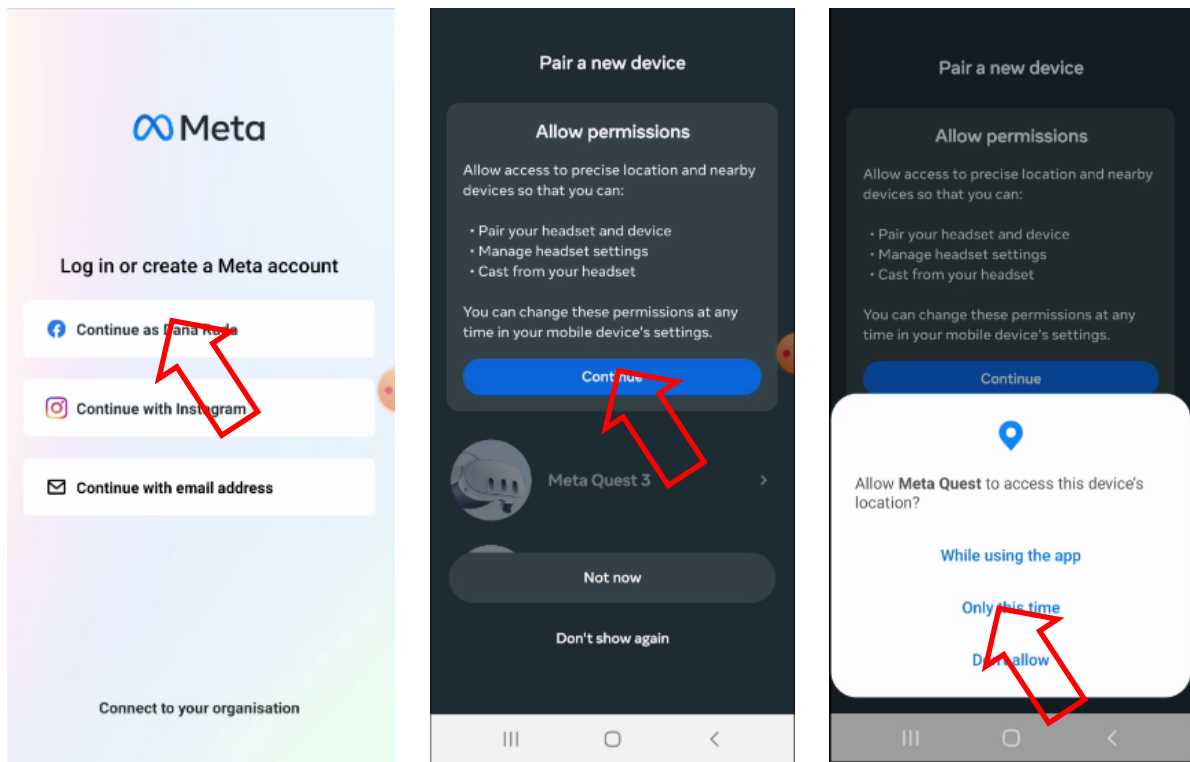 Meta
Log in or create a Meta account
Continue as Dana Rada
Continue with Instagram
Continue with email address
Connect to your organisation
Pair a new device
Allow permissions
Allow access to precise location and nearby
devices so that you can:
• Pair your headset and device
• Manage headset settings
• Cast from your headset
You can change these permissions at any
time in your mobile device's settings.
Continue
Meta Quest 3
Not now
Don't show again
Pair a new device
Allow permissions
Allow access to precise location and nearby
devices so that you can:
• Pair your headset and device
• Manage headset settings
• Cast from your headset
You can change these permissions at any
time in your mobile device's settings.
Continue
Allow Meta Quest to access this device's
location?
While using the app
Only this time
Don't allow